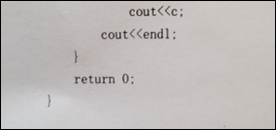 cout<<c;
cout<<endl;
}
return 0;
}